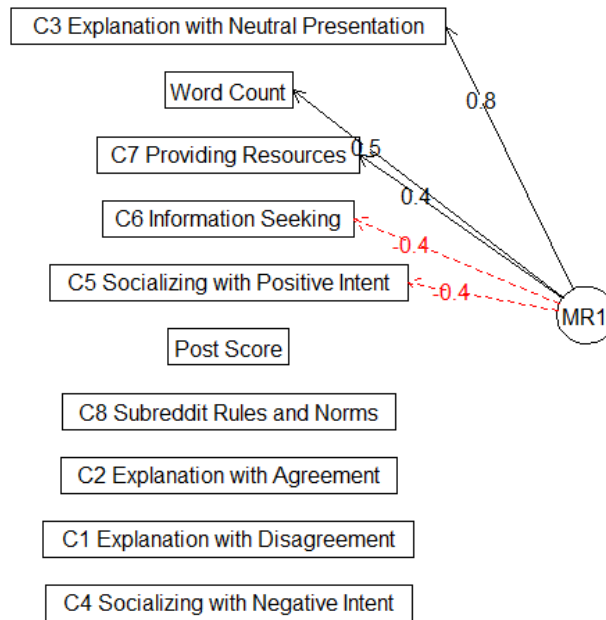 C3 Explanation with Neutral Presentation
0.8
Word Count
0.5
C7 Providing Resources
0.4
C6 Information Seeking
-0.4
C5 Socializing with Positive Intent
-0.4
MR1
Post Score
C8 Subreddit Rules and Norms
C2 Explanation with Agreement
C1 Explanation with Disagreement
C4 Socializing with Negative Intent